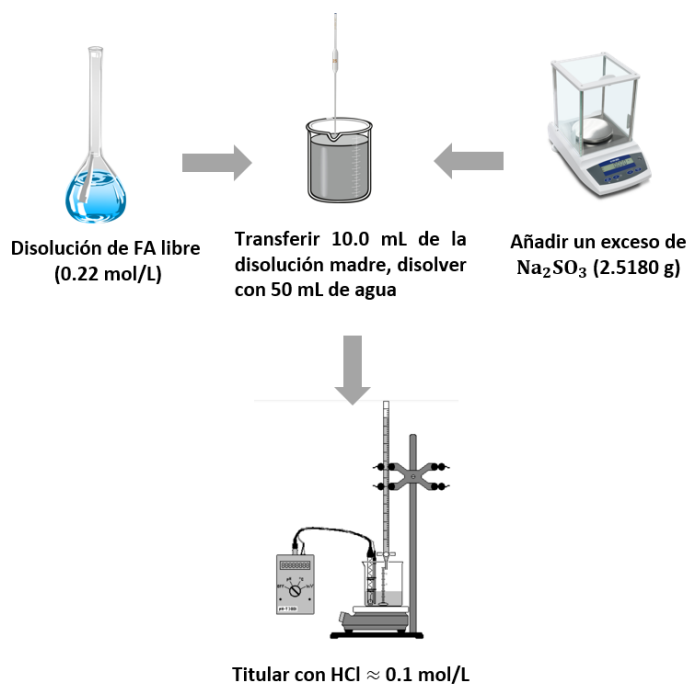 Disolución de FA libre
(0.22 mol/L)
Transferir 10.0 mL de la
disolución madre, disolver
con 50 mL de agua
Añadir un exceso de
Na₂SO₃ (2.5180 g)
Titular con HCl ≈ 0.1 mol/L